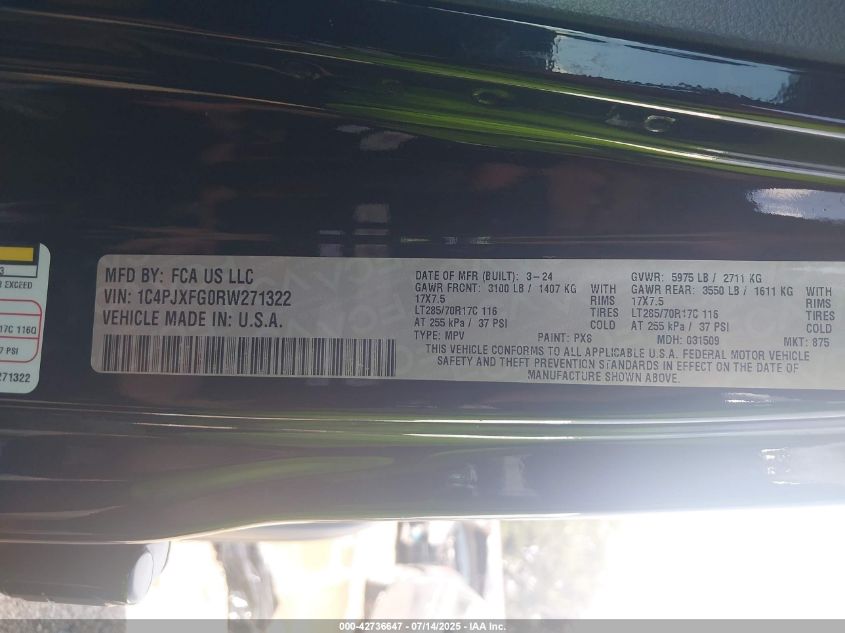 3
R EXCEED
17C 116Q
7 PSI
271322
MFD BY: FCA US LLC
VIN: 1C4PJXFG0RW271322
VEHICLE MADE IN: U.S.A.
DATE OF MFR (BUILT): 3-24
GAWR FRONT: 3100 LB / 1407 KG WITH
17X7.5 RIMS
LT285/70R17C 116 TIRES
AT 255 kPa / 37 PSI COLD
TYPE: MPV PAINT: PX8
GVWR: 5975 LB / 2711 KG
GAWR REAR: 3550 LB / 1611 KG WITH
17X7.5 RIMS
LT285/70R17C 116 TIRES
AT 255 kPa / 37 PSI COLD
MDH: 031509 MKT: 875
THIS VEHICLE CONFORMS TO ALL APPLICABLE U.S.A. FEDERAL MOTOR VEHICLE
SAFETY AND THEFT PREVENTION STANDARDS IN EFFECT ON THE DATE OF
MANUFACTURE SHOWN ABOVE.
000-42736647 - 07/14/2025 - IAA Inc.